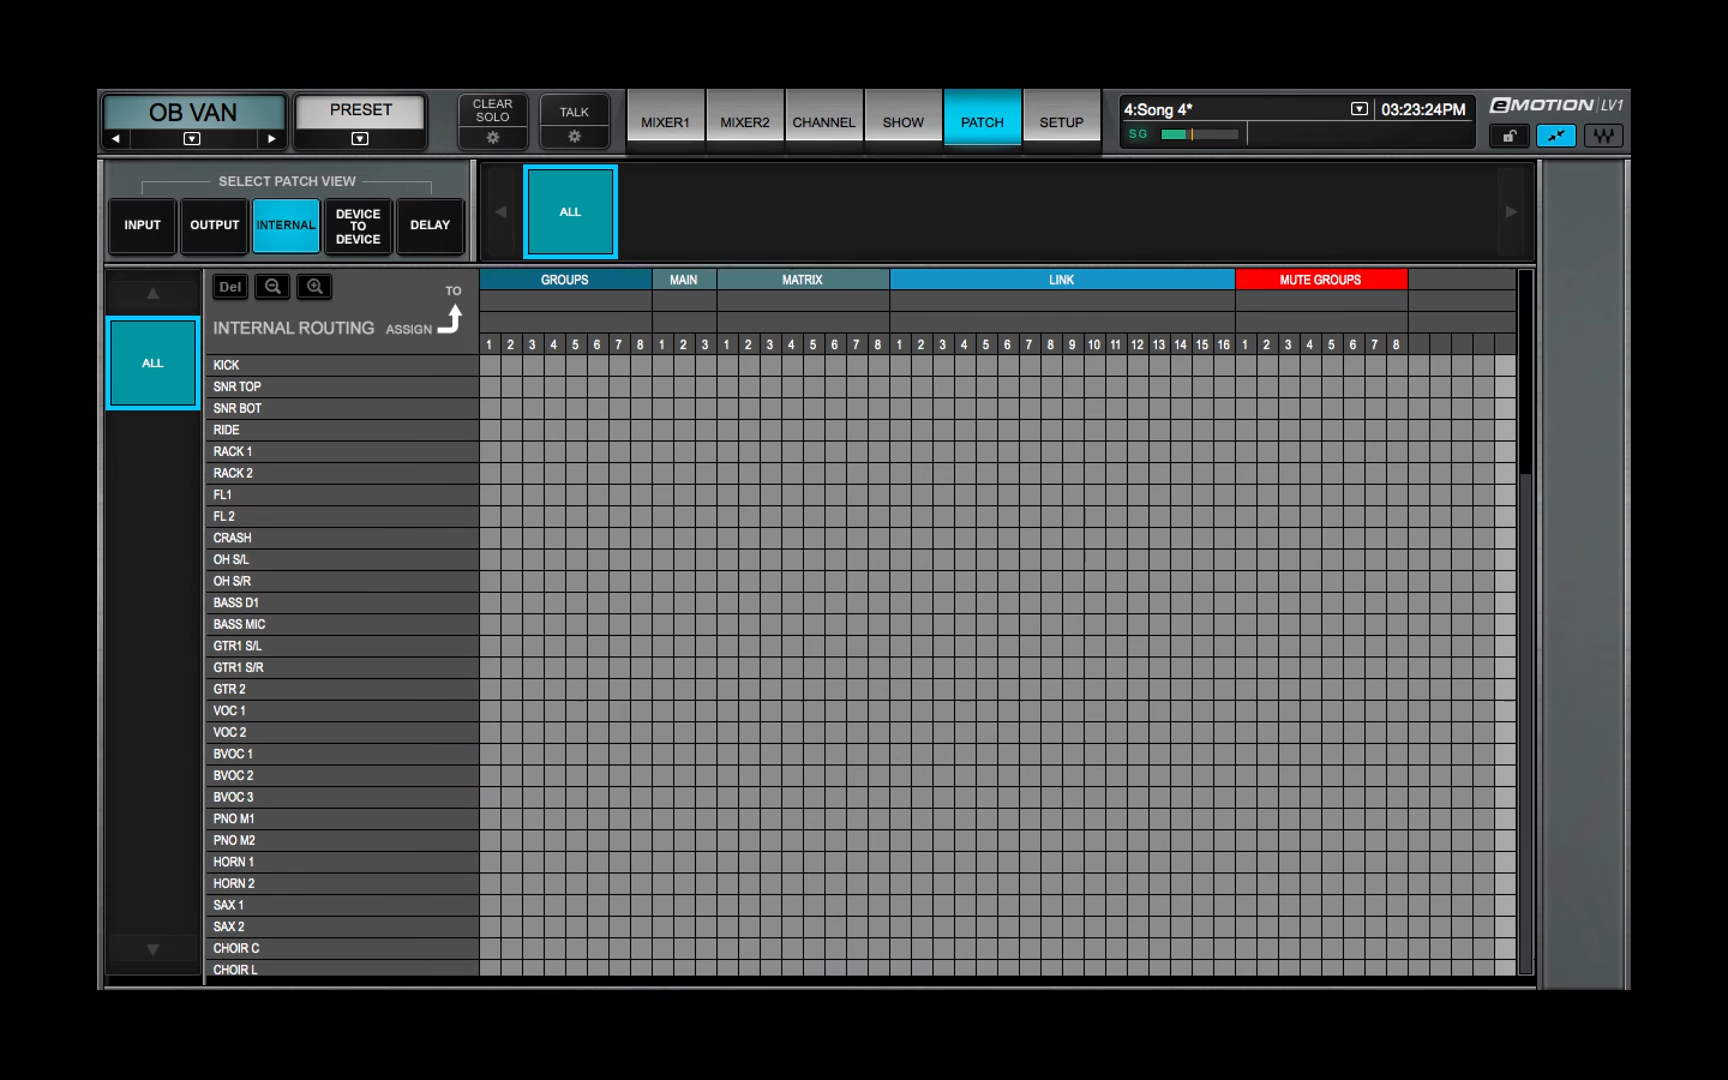 OB VAN
PRESET
CLEAR
SOLO
TALK
MIXER1
MIXER2
CHANNEL
SHOW
PATCH
SETUP
4:Song 4*
03:23:24PM
SG
eMOTION LV1
SELECT PATCH VIEW
INPUT
OUTPUT
INTERNAL
DEVICE
TO
DEVICE
DELAY
ALL
ALL
Del
TO
INTERNAL ROUTING ASSIGN
GROUPS MAIN MATRIX LINK MUTE GROUPS
1 2 3 4 5 6 7 8 1 2 3 1 2 3 4 5 6 7 8 1 2 3 4 5 6 7 8 9 10 11 12 13 14 15 16 1 2 3 4 5 6 7 8
KICK
SNR TOP
SNR BOT
RIDE
RACK 1
RACK 2
FL1
FL 2
CRASH
OH S/L
OH S/R
BASS D1
BASS MIC
GTR1 S/L
GTR1 S/R
GTR 2
VOC 1
VOC 2
BVOC 1
BVOC 2
BVOC 3
PNO M1
PNO M2
HORN 1
HORN 2
SAX 1
SAX 2
CHOIR C
CHOIR L